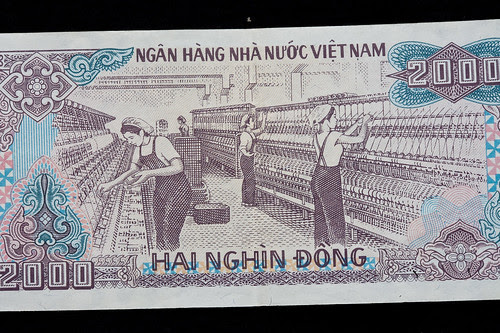 NGÂN HÀNG NHÀ NƯỚC VIỆT NAM
2000
2000
HAI NGHÌN ĐỒNG